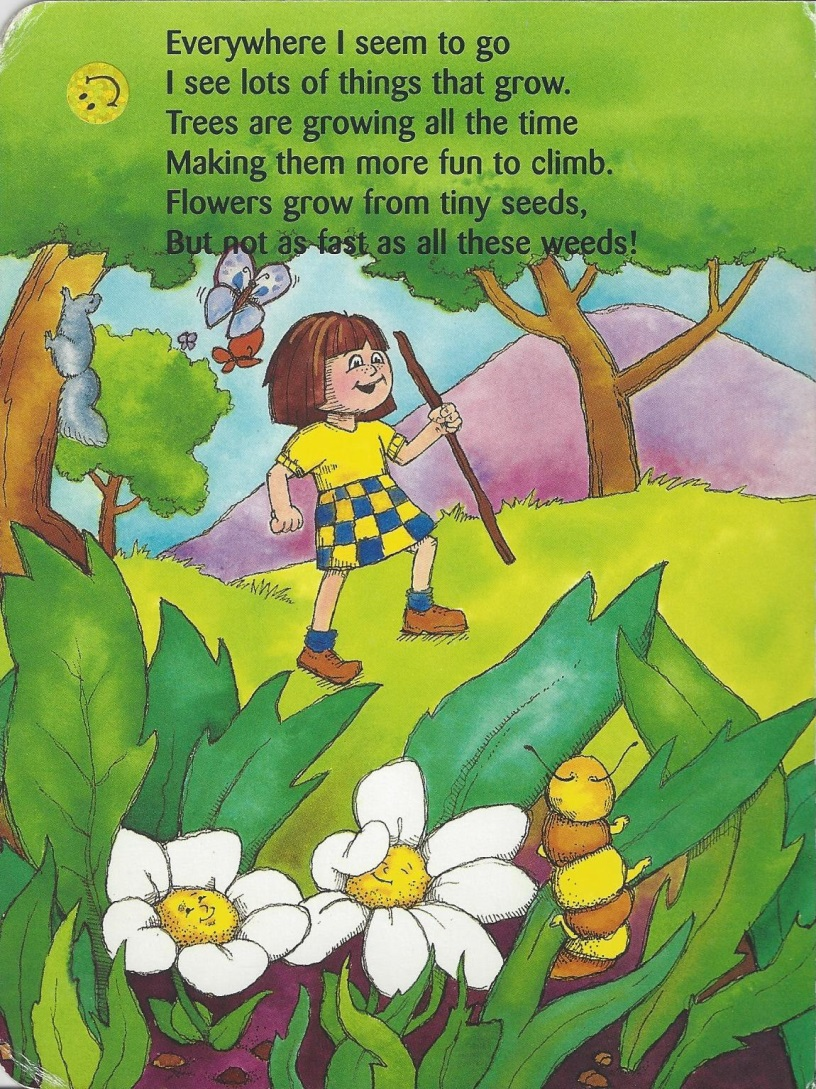 Everywhere I seem to go
I see lots of things that grow.
Trees are growing all the time
Making them more fun to climb.
Flowers grow from tiny seeds,
But not as fast as all these weeds!